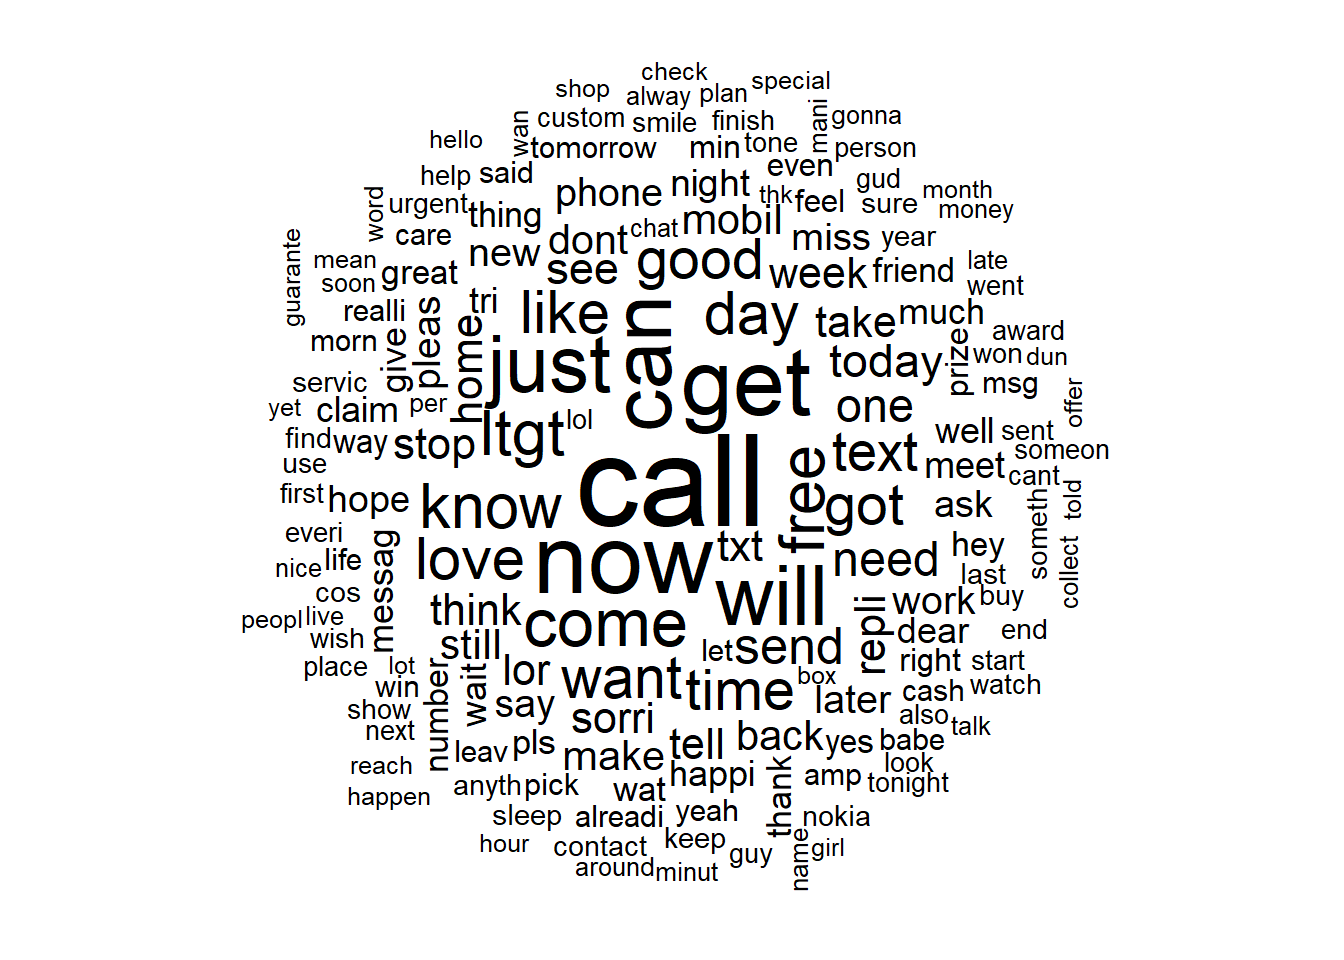 check
shop
special
alway
plan
wan
custom
smile
finish
mani
gonna
hello
tomorrow
min
tone
person
help
said
even
phone
night
thk
feel
gud
sure
month
money
word
urgent
thing
care
dont
chat
mobil
miss
year
guarante
mean
soon
great
new
see
good
week
friend
late
went
realli
tri
like
can
day
take
much
award
morn
give
pleas
home
just
get
today
prize
won
dun
msg
offer
servic
yet
claim
per
ltgt
lol
one
find
way
stop
call
free
text
well
sent
someon
use
meet
cant
first
hope
know
got
ask
someth
told
collect
everi
nice
life
messag
love
now
txt
need
hey
last
cos
peopl
live
wish
think
come
will
repli
work
buy
dear
end
still
let
send
place
lot
win
number
wait
lor
want
time
box
later
right
start
cash
watch
show
say
next
sorri
also
talk
leav
pls
make
tell
back
yes
babe
look
reach
happen
anyth
pick
wat
happi
thank
amp
tonight
sleep
alreadi
yeah
nokia
hour
contact
keep
guy
name
girl
around
minut